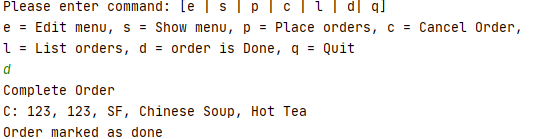 Please enter command: [e | s | p | c | l | d| q]
e = Edit menu, s = Show menu, p = Place orders, c = Cancel Order,
l = List orders, d = order is Done, q = Quit
d
Complete Order
C: 123, 123, SF, Chinese Soup, Hot Tea
Order marked as done